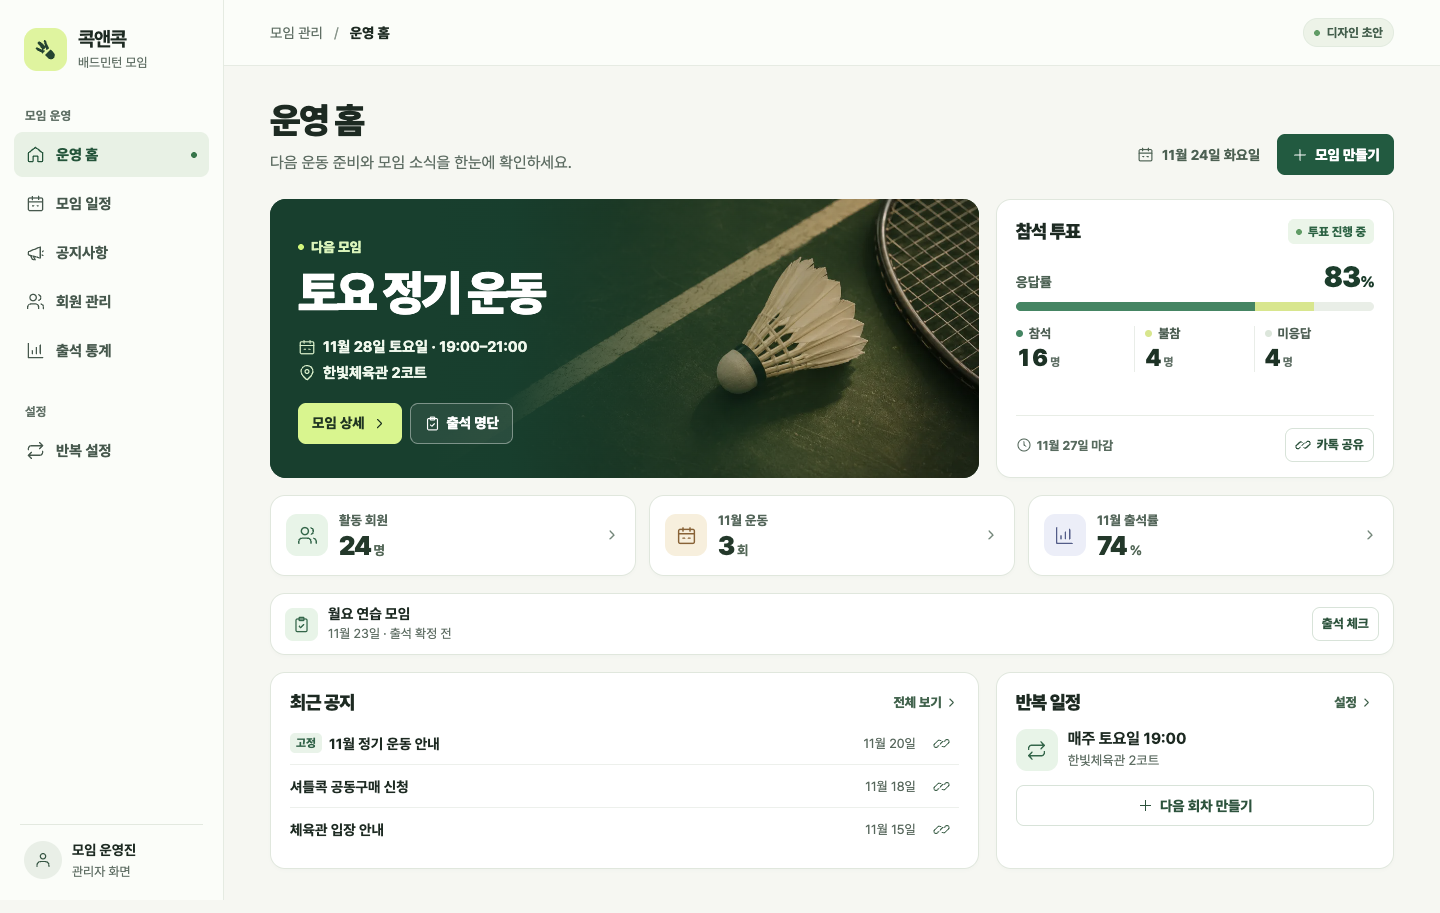 콕앤콕
배드민턴 모임
모임 운영
운영 홈
모임 일정
공지사항
회원 관리
출석 통계
설정
반복 설정
모임 운영진
관리자 화면
모임 관리 / 운영 홈
디자인 초안
운영 홈
다음 운동 준비와 모임 소식을 한눈에 확인하세요.
11월 24일 화요일
모임 만들기
다음 모임
토요 정기 운동
11월 28일 토요일 · 19:00–21:00
한빛체육관 2코트
모임 상세
출석 명단
참석 투표
투표 진행 중
응답률
83%
참석
16명
불참
4명
미응답
4명
11월 27일 마감
카톡 공유
활동 회원
24명
11월 운동
3회
11월 출석률
74%
월요 연습 모임
11월 23일 · 출석 확정 전
출석 체크
최근 공지
전체 보기
고정 11월 정기 운동 안내 11월 20일
셔틀콕 공동구매 신청 11월 18일
체육관 입장 안내 11월 15일
반복 일정
설정
매주 토요일 19:00
한빛체육관 2코트
다음 회차 만들기